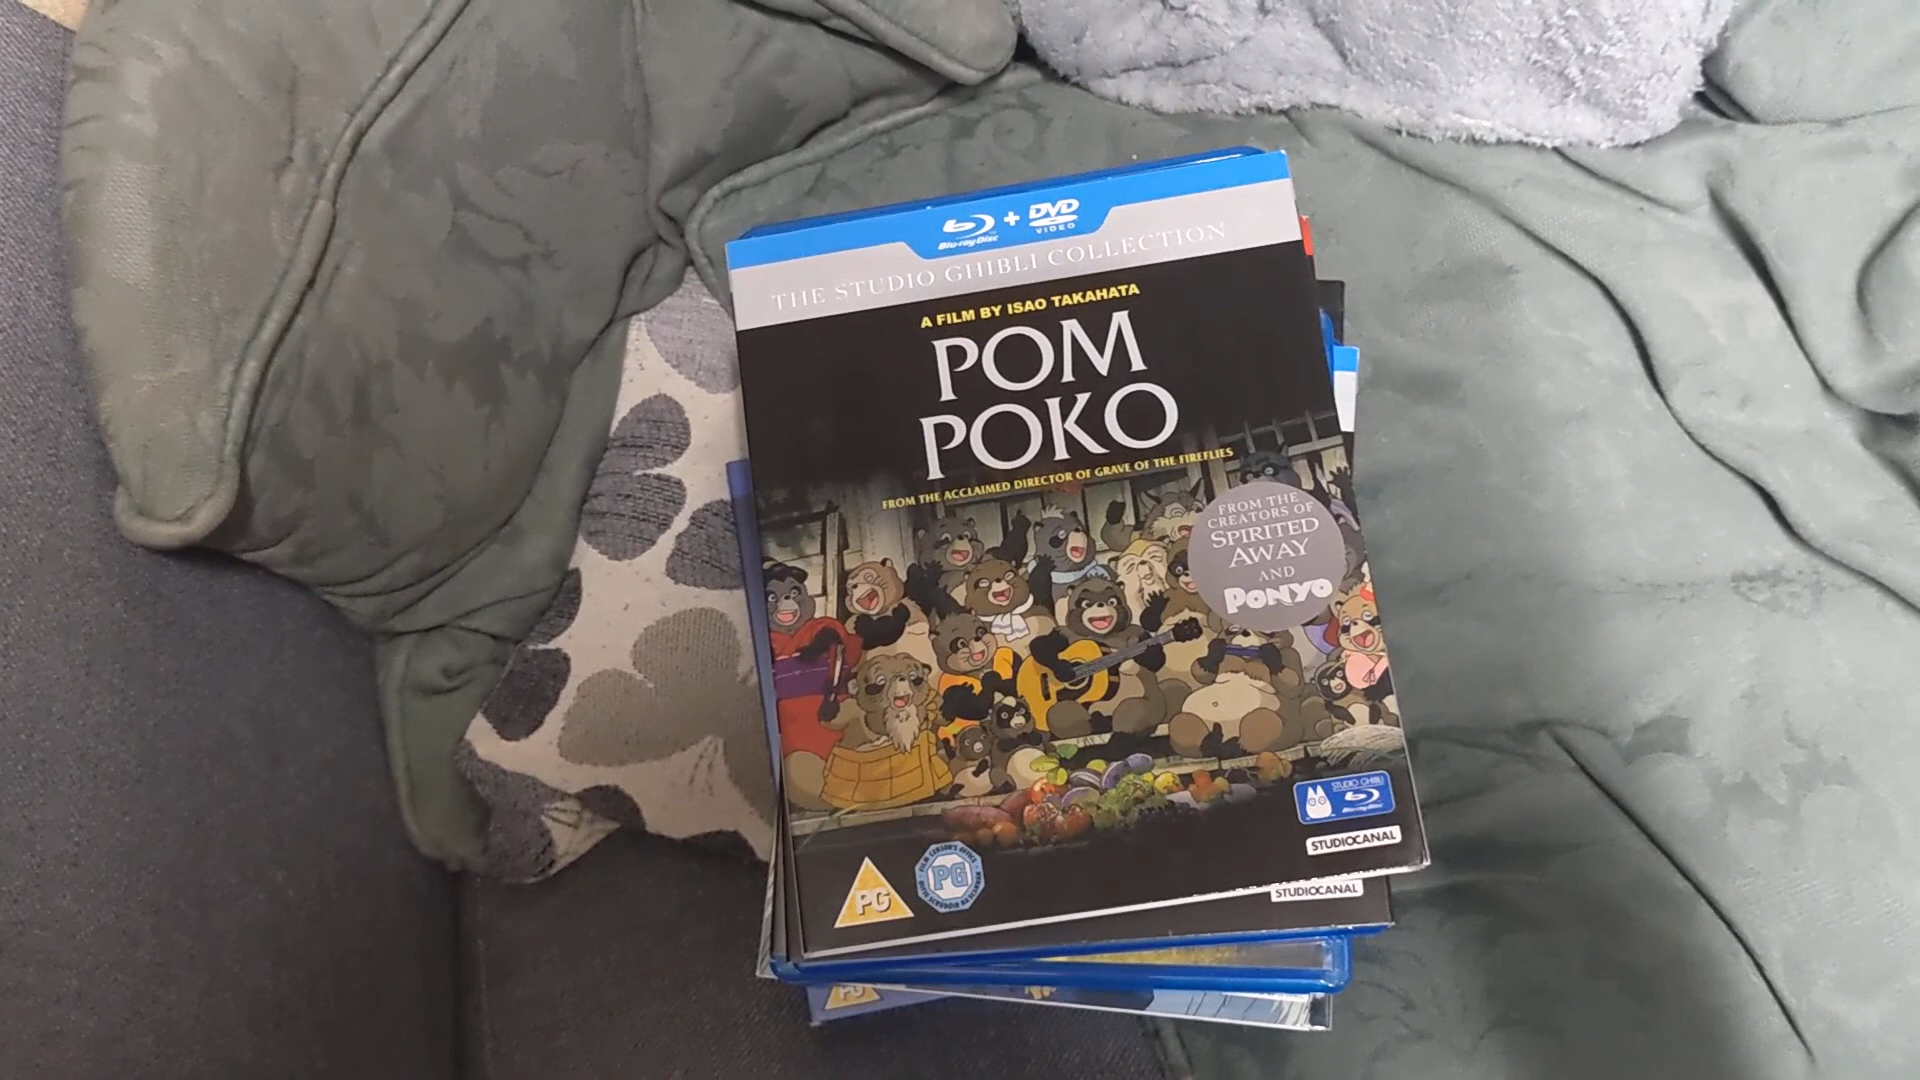 Blu-ray Disc + DVD VIDEO
THE STUDIO GHIBLI COLLECTION
A FILM BY ISAO TAKAHATA
POM
POKO
FROM THE ACCLAIMED DIRECTOR OF GRAVE OF THE FIREFLIES
FROM THE
CREATORS OF
SPIRITED
AWAY
AND
PONYO
STUDIO GHIBLI
Blu-ray Disc
STUDIOCANAL
PG
PG
STUDIOCANAL
PG